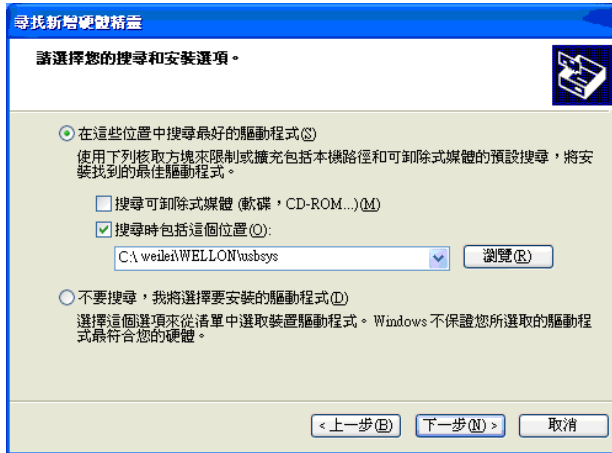 尋找新增硬體精靈
請選擇您的搜尋和安裝選項。
在這些位置中搜尋最好的驅動程式(S)
使用下列核取方塊來限制或擴充包括本機路徑和可卸除式媒體的預設搜尋，將安
裝找到的最佳驅動程式。
搜尋可卸除式媒體 (軟碟，CD-ROM...)(M)
搜尋時包括這個位置(O):
C:\ weilei\WELLON\usbsys
瀏覽(R)
不要搜尋，我將選擇要安裝的驅動程式(D)
選擇這個選項來從清單中選取裝置驅動程式。Windows 不保證您所選取的驅動程
式最符合您的硬體。
<上一步(B)
下一步(N) >
取消